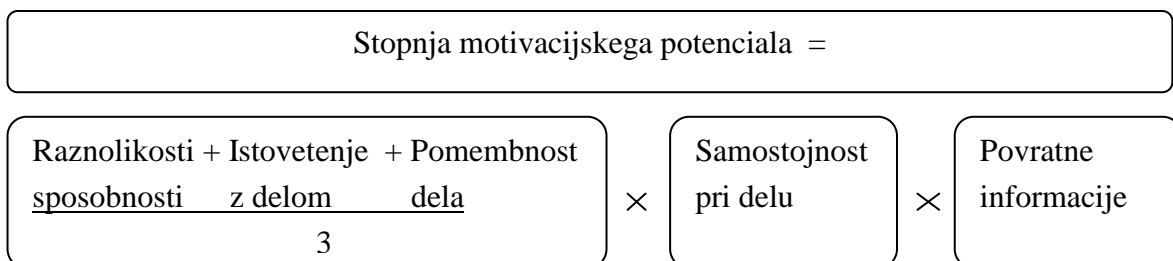 Stopnja motivacijskega potenciala =
Raznolikosti + Istovetenje + Pomembnost
sposobnosti z delom dela
3
×
Samostojnost
pri delu
×
Povratne
informacije